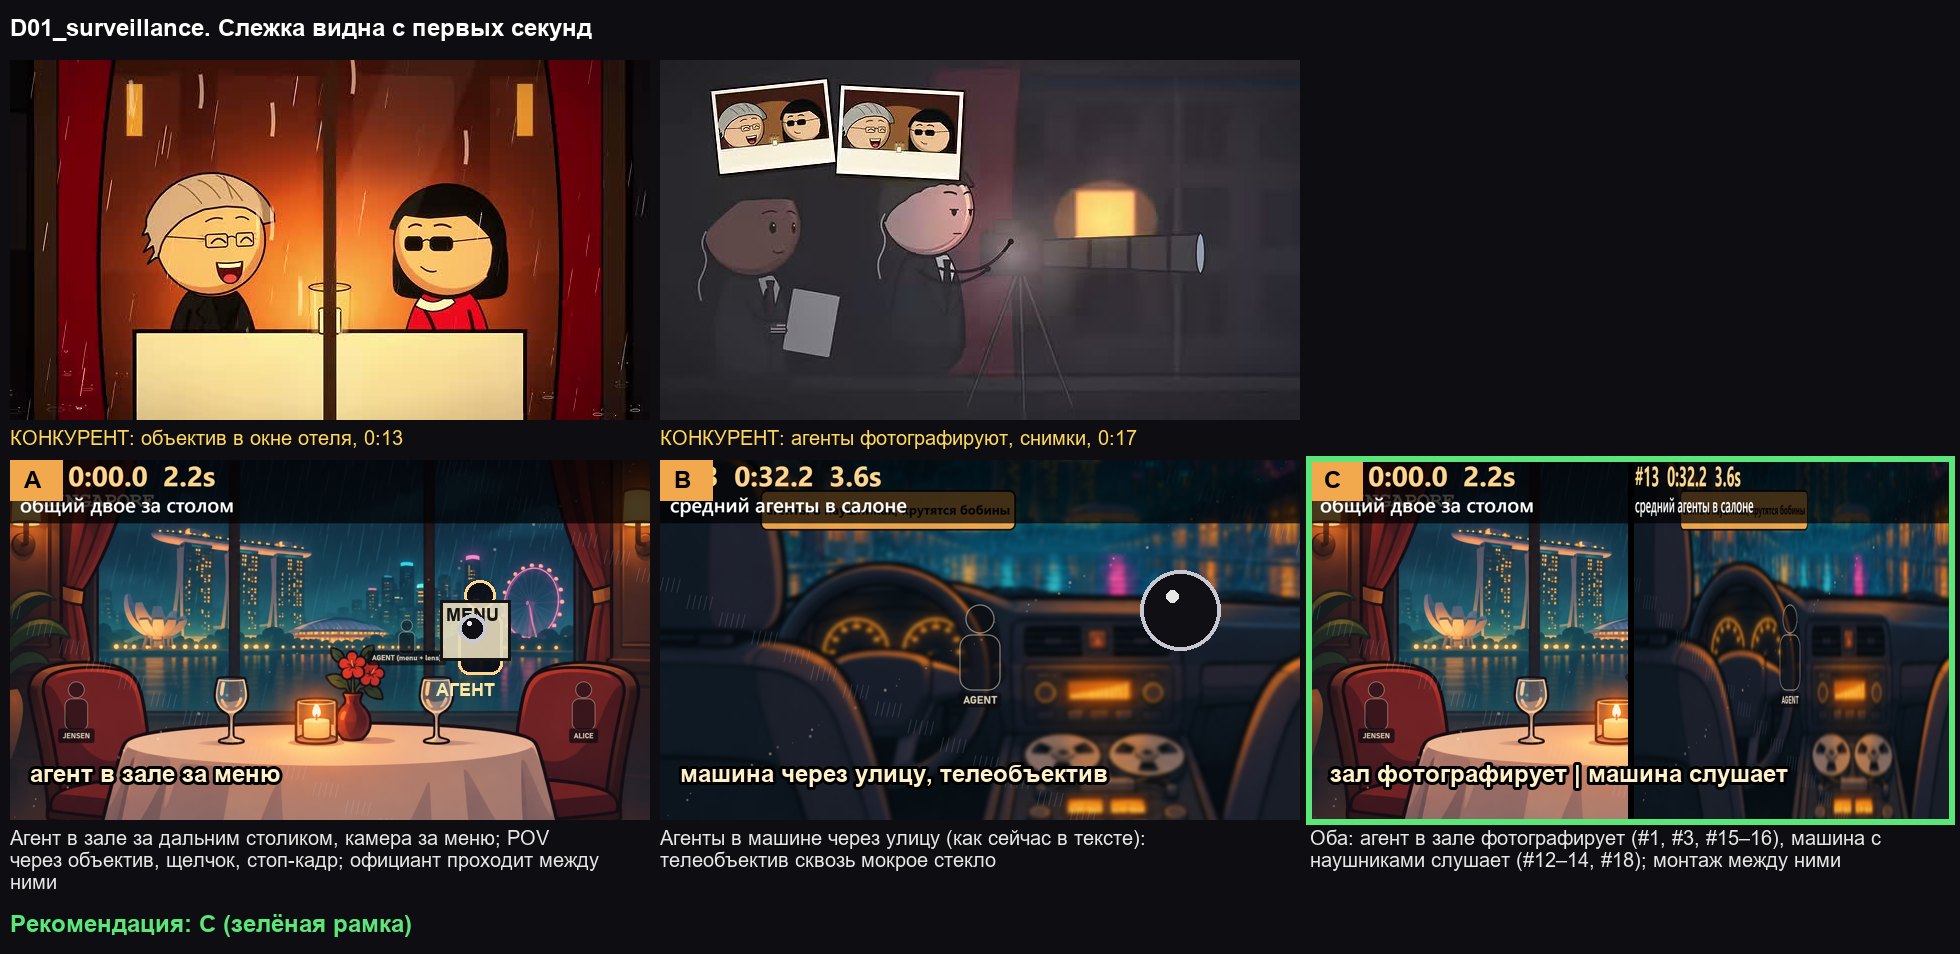 D01_surveillance. Слежка видна с первых секунд
КОНКУРЕНТ: объектив в окне отеля, 0:13
КОНКУРЕНТ: агенты фотографируют, снимки, 0:17
A
0:00.0 2.2s
общий двое за столом
MENU
AGENT (menu + lens)
АГЕНТ
JENSEN
ALICE
агент в зале за меню
B
0:32.2 3.6s
средний агенты в салоне
крутятся бобины
AGENT
машина через улицу, телеобъектив
C
0:00.0 2.2s
общий двое за столом
#13 0:32.2 3.6s
средний агенты в салоне
крутятся бобины
JENSEN
AGENT
зал фотографирует | машина слушает
Агент в зале за дальним столиком, камера за меню; POV
через объектив, щелчок, стоп-кадр; официант проходит между
ними
Агенты в машине через улицу (как сейчас в тексте):
телеобъектив сквозь мокрое стекло
Оба: агент в зале фотографирует (#1, #3, #15–16), машина с
наушниками слушает (#12–14, #18); монтаж между ними
Рекомендация: C (зелёная рамка)